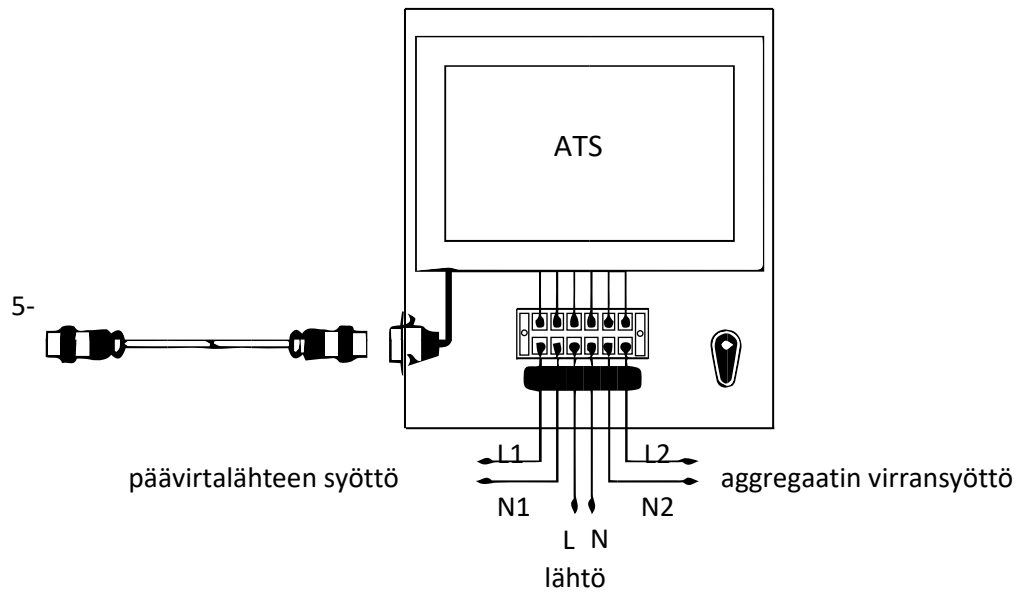 ATS
5-
L1
L2
päävirtalähteen syöttö
aggregaatin virransyöttö
N1
N2
L N
lähtö